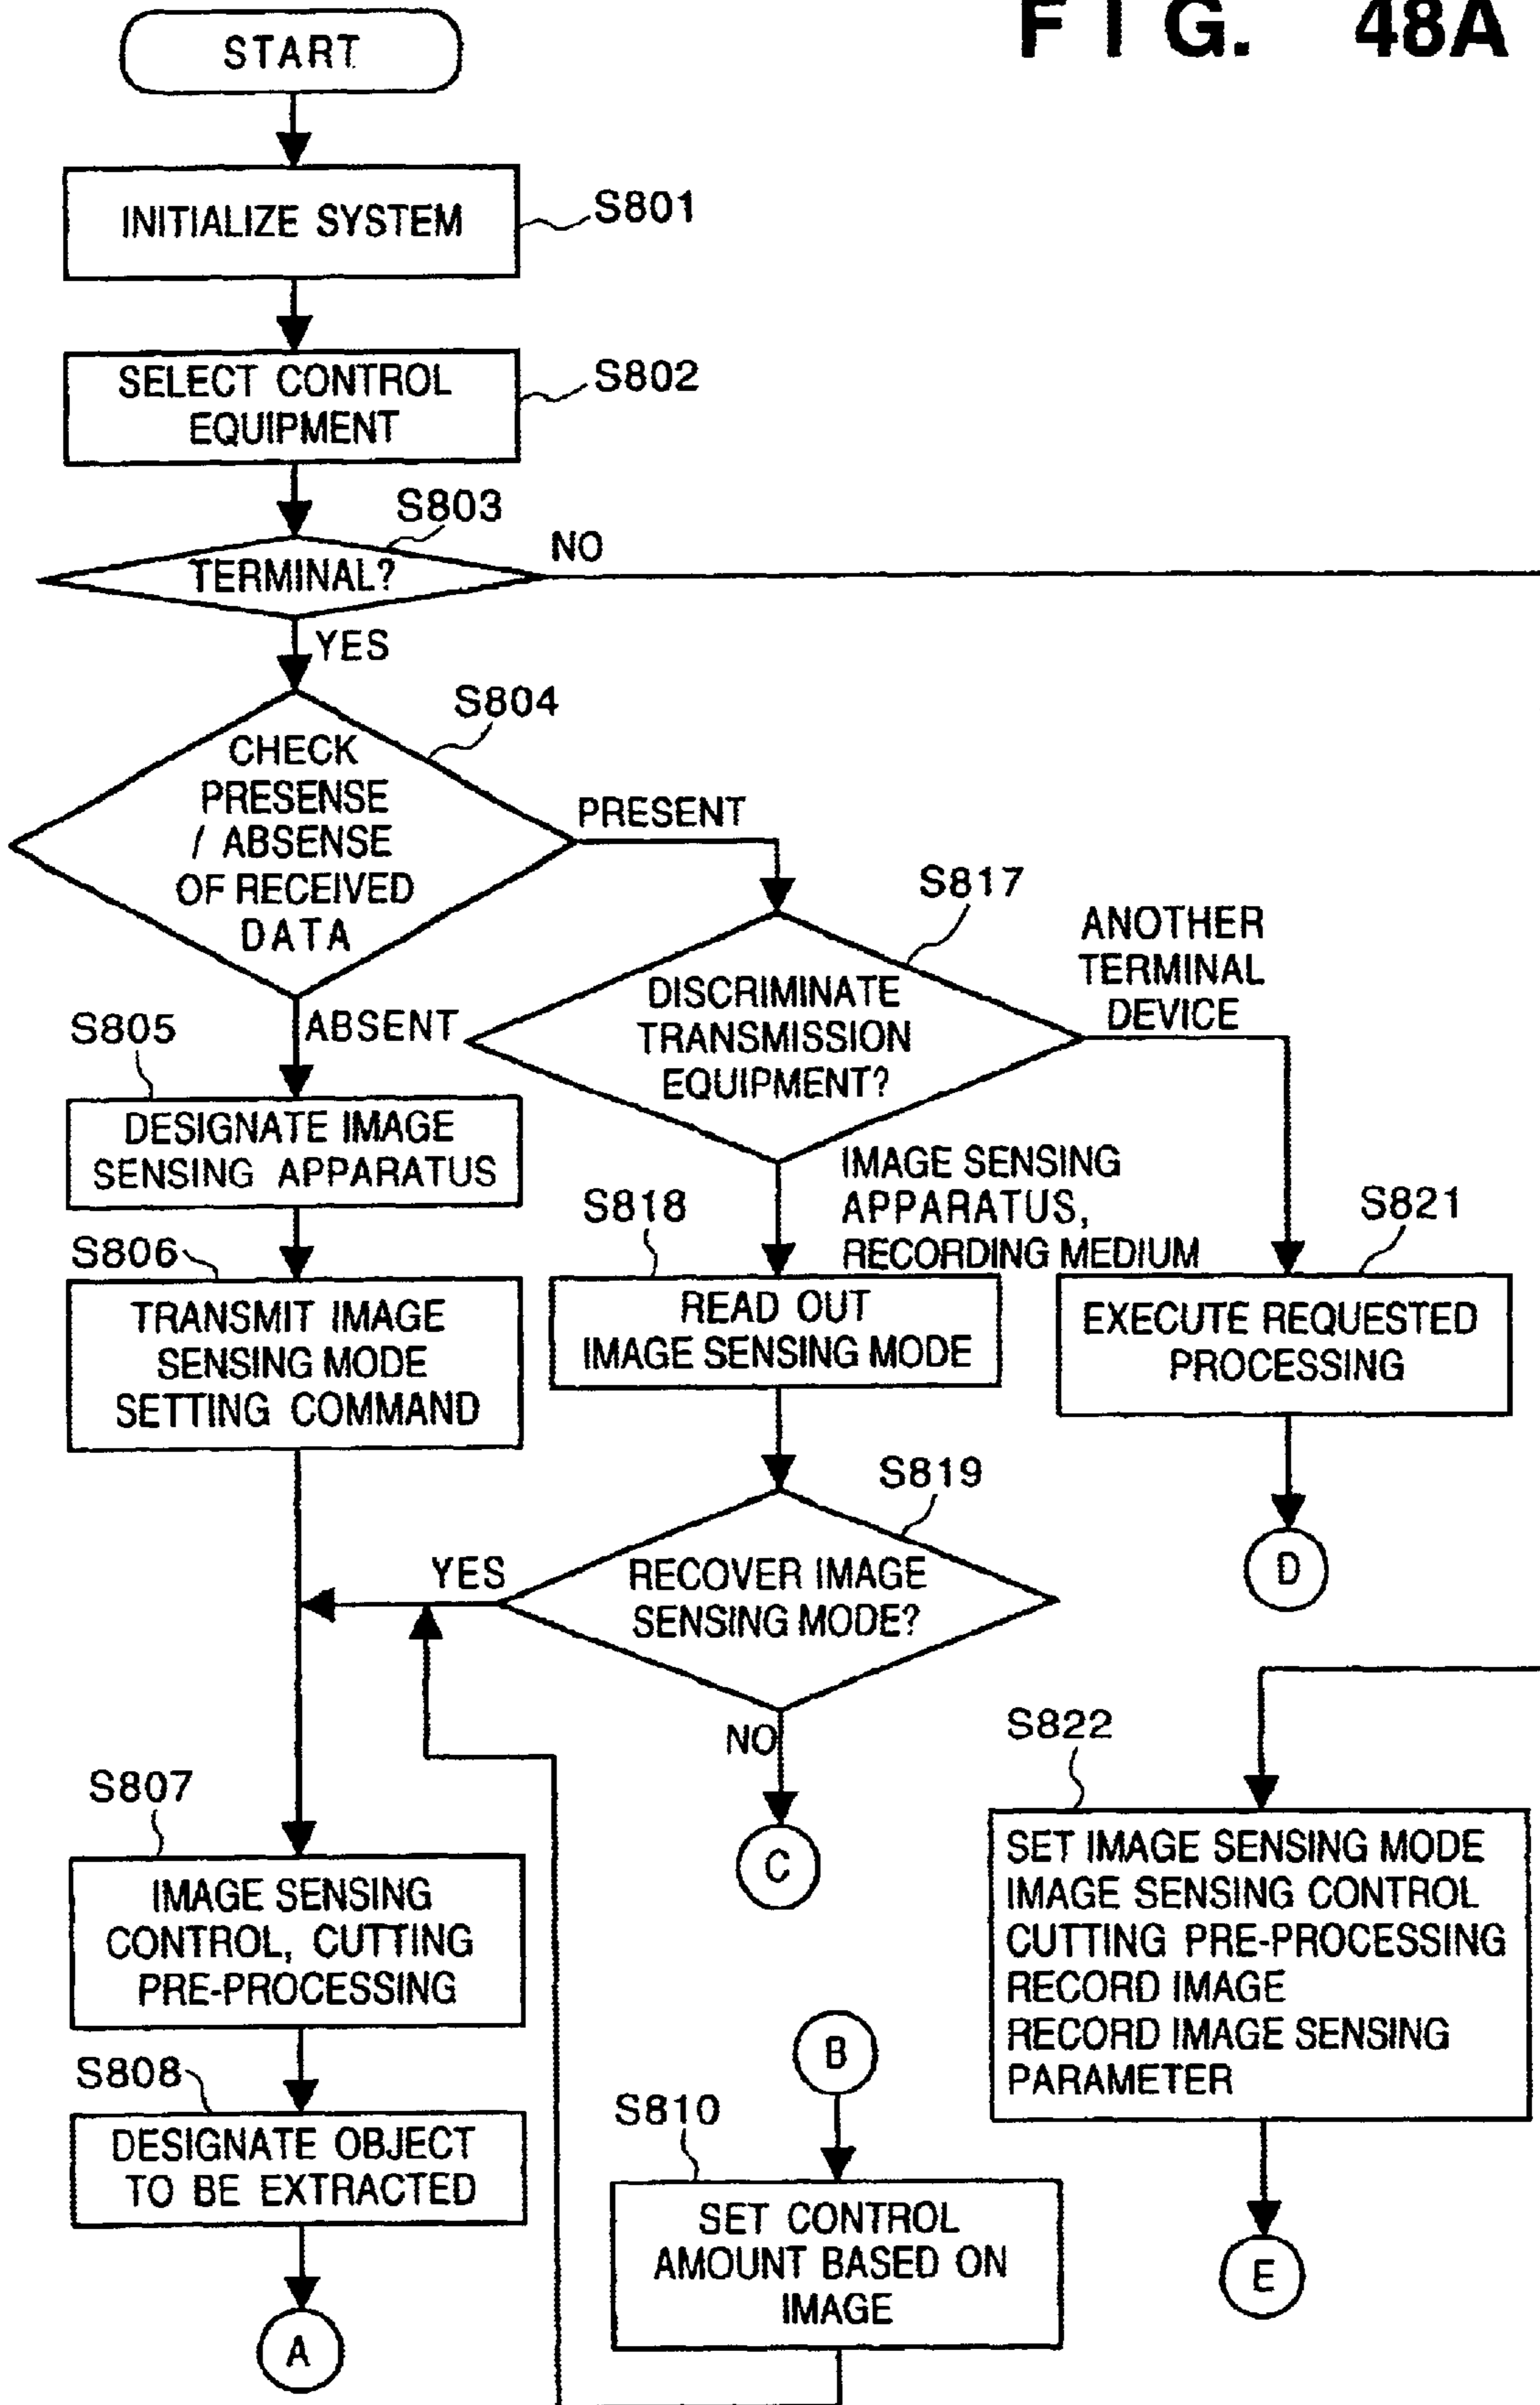 FIG. 48A
START
INITIALIZE SYSTEM
S801
SELECT CONTROL
EQUIPMENT
S802
S803
TERMINAL?
NO
YES
S804
CHECK
PRESENSE
/ ABSENSE
OF RECEIVED
DATA
PRESENT
ABSENT
S817
DISCRIMINATE
TRANSMISSION
EQUIPMENT?
ANOTHER
TERMINAL
DEVICE
S805
DESIGNATE IMAGE
SENSING APPARATUS
IMAGE SENSING
APPARATUS,
RECORDING MEDIUM
S806
TRANSMIT IMAGE
SENSING MODE
SETTING COMMAND
S818
READ OUT
IMAGE SENSING MODE
S821
EXECUTE REQUESTED
PROCESSING
D
S819
RECOVER IMAGE
SENSING MODE?
YES
NO
C
S807
IMAGE SENSING
CONTROL, CUTTING
PRE-PROCESSING
S808
DESIGNATE OBJECT
TO BE EXTRACTED
A
B
S810
SET CONTROL
AMOUNT BASED ON
IMAGE
S822
SET IMAGE SENSING MODE
IMAGE SENSING CONTROL
CUTTING PRE-PROCESSING
RECORD IMAGE
RECORD IMAGE SENSING
PARAMETER
E